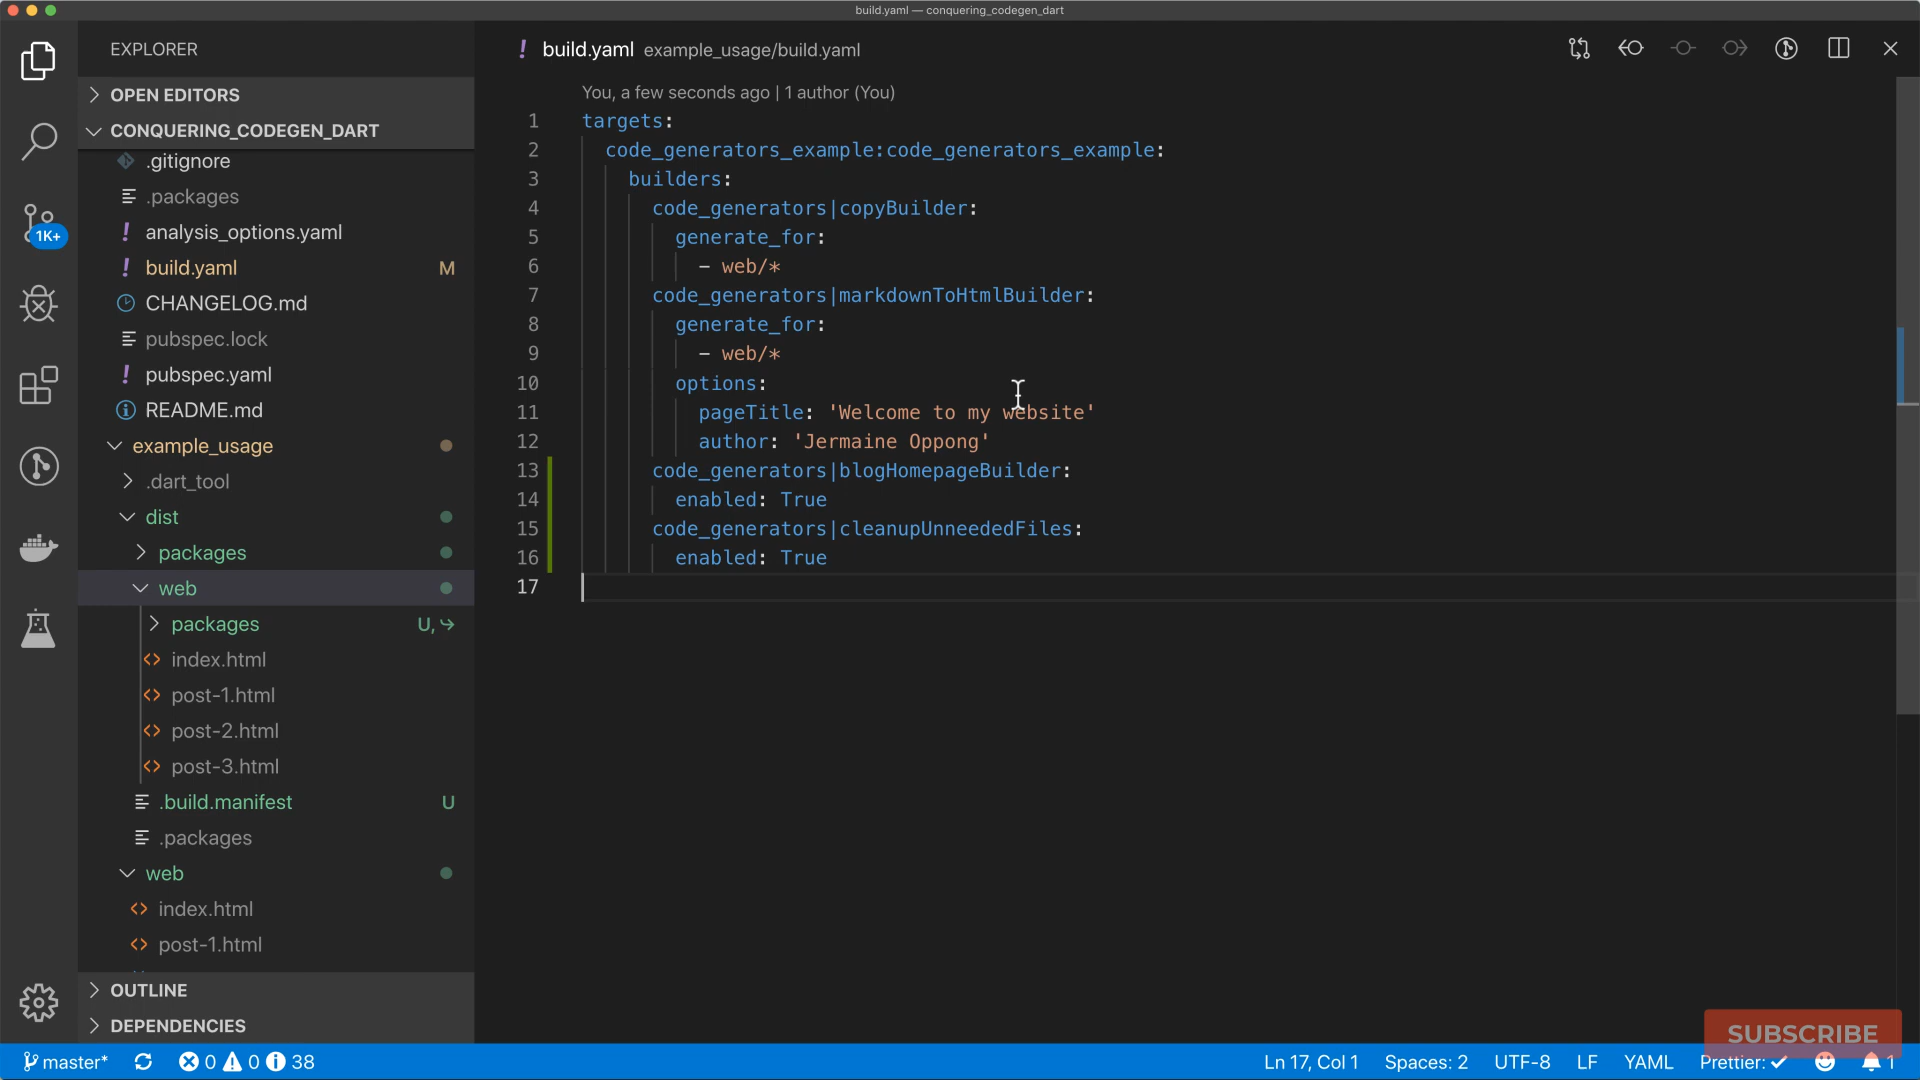 build.yaml — conquering_codegen_dart
EXPLORER
OPEN EDITORS
CONQUERING_CODEGEN_DART
.gitignore
.packages
analysis_options.yaml
build.yaml M
CHANGELOG.md
pubspec.lock
pubspec.yaml
README.md
example_usage
.dart_tool
dist
packages
web
packages U,
index.html
post-1.html
post-2.html
post-3.html
.build.manifest U
.packages
web
index.html
post-1.html
OUTLINE
DEPENDENCIES
1K+
! build.yaml example_usage/build.yaml
You, a few seconds ago | 1 author (You)
1 targets:
2 code_generators_example:code_generators_example:
3 builders:
4 code_generators|copyBuilder:
5 generate_for:
6 - web/*
7 code_generators|markdownToHtmlBuilder:
8 generate_for:
9 - web/*
10 options:
11 pageTitle: 'Welcome to my website'
12 author: 'Jermaine Oppong'
13 code_generators|blogHomepageBuilder:
14 enabled: True
15 code_generators|cleanupUnneededFiles:
16 enabled: True
17
SUBSCRIBE
master* 0 0 38 Ln 17, Col 1 Spaces: 2 UTF-8 LF YAML Prettier: ✓ 1